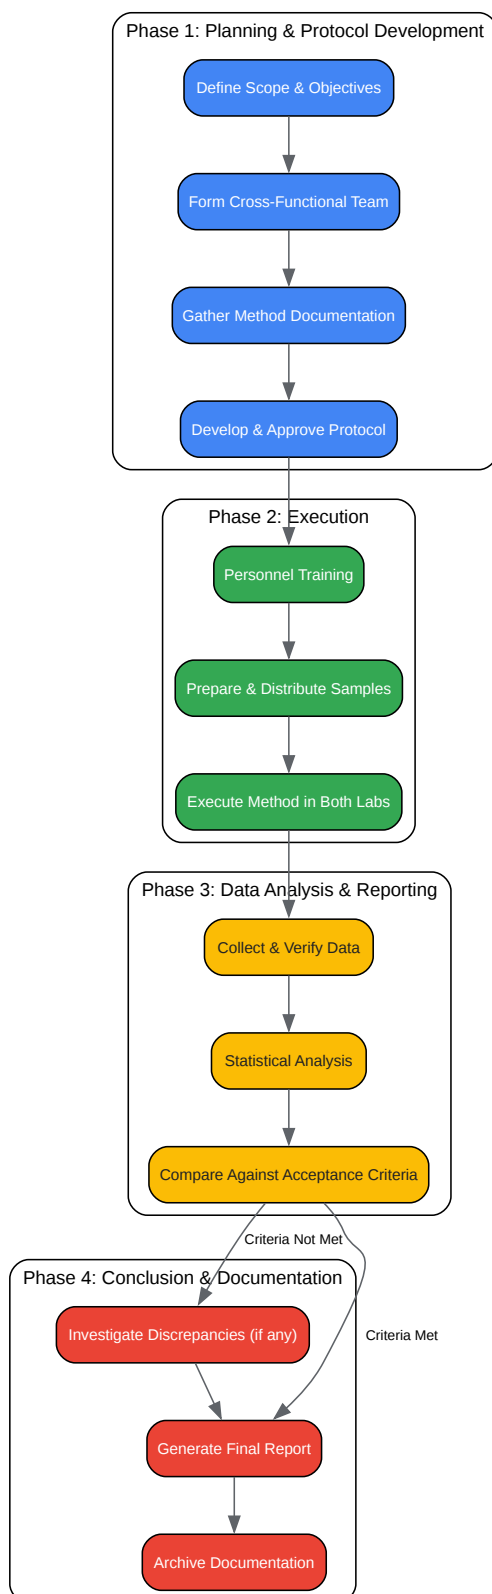 Phase 1: Planning & Protocol Development
Define Scope & Objectives
Form Cross-Functional Team
Gather Method Documentation
Develop & Approve Protocol
Phase 2: Execution
Personnel Training
Prepare & Distribute Samples
Execute Method in Both Labs
Phase 3: Data Analysis & Reporting
Collect & Verify Data
Statistical Analysis
Compare Against Acceptance Criteria
Criteria Not Met
Phase 4: Conclusion & Documentation
Investigate Discrepancies (if any)
Criteria Met
Generate Final Report
Archive Documentation